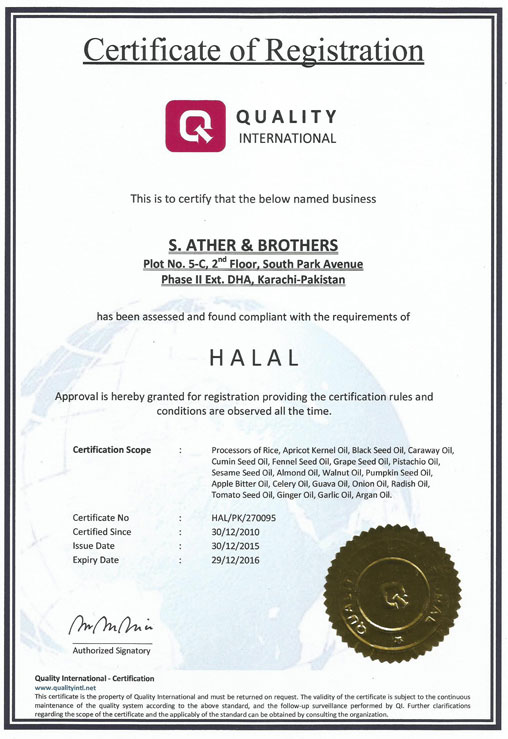 Certificate of Registration
QUALITY
INTERNATIONAL
This is to certify that the below named business
S. ATHER & BROTHERS
Plot No. 5-C, 2nd Floor, South Park Avenue
Phase II Ext. DHA, Karachi-Pakistan
has been assessed and found compliant with the requirements of
HALAL
Approval is hereby granted for registration providing the certification rules and
conditions are observed all the time.
Certification Scope : Processors of Rice, Apricot Kernel Oil, Black Seed Oil, Caraway Oil,
Cumin Seed Oil, Fennel Seed Oil, Grape Seed Oil, Pistachio Oil,
Sesame Seed Oil, Almond Oil, Walnut Oil, Pumpkin Seed Oil,
Apple Bitter Oil, Celery Oil, Guava Oil, Onion Oil, Radish Oil,
Tomato Seed Oil, Ginger Oil, Garlic Oil, Argan Oil.
Certificate No : HAL/PK/270095
Certified Since : 30/12/2010
Issue Date : 30/12/2015
Expiry Date : 29/12/2016
Authorized Signatory
Quality International - Certification
www.qualityintl.net
This certificate is the property of Quality International and must be returned on request. The validity of the certificate is subject to the continuous
maintenance of the quality system according to the above standard, and the follow-up surveillance performed by QI. Further clarifications
regarding the scope of the certificate and the applicably of the standard can be obtained by consulting the organization.